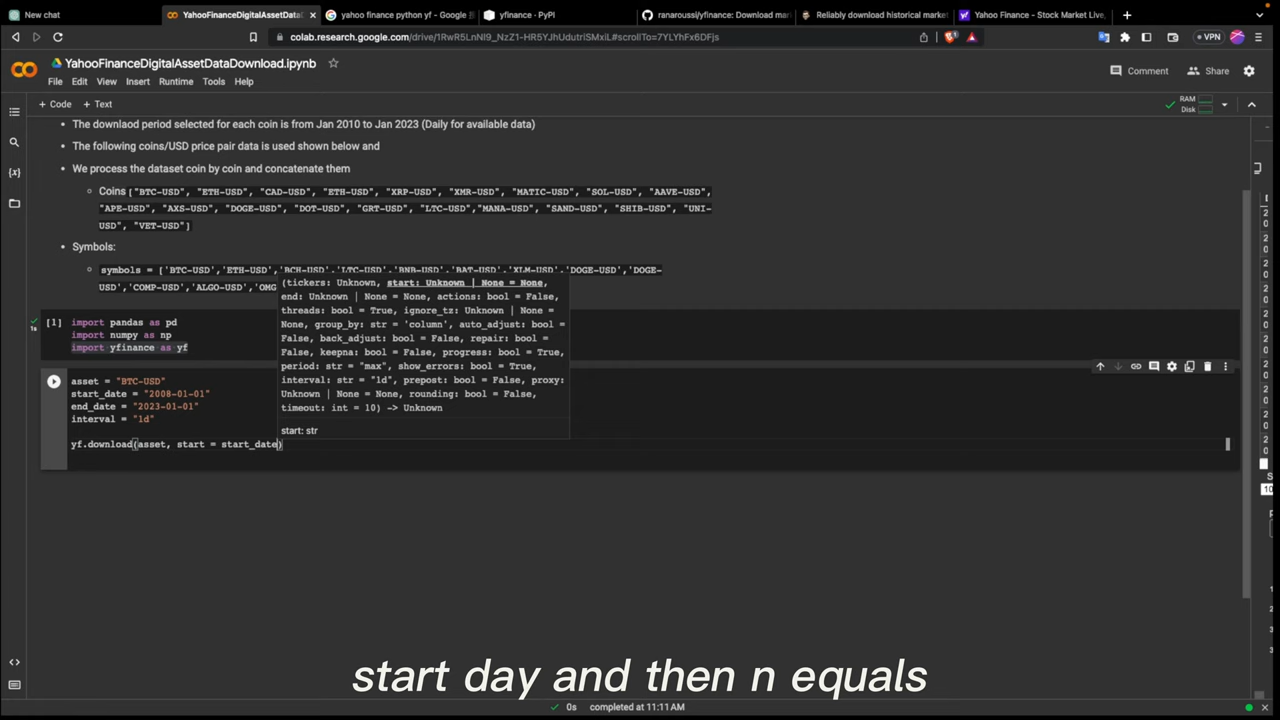 New chat
YahooFinanceDigitalAssetData
yahoo finance python yf - Google
yfinance · PyPI
ranaroussi/yfinance: Download mar
Reliably download historical market
Yahoo Finance - Stock Market Live,
colab.research.google.com/drive/1RwR5LnNl9_NzZ1-HR5YJhUdutriSMxiL#scrollTo=7YLYhFx6DFjs
VPN
CO
YahooFinanceDigitalAssetDataDownload.ipynb
File Edit View Insert Runtime Tools Help
Comment
Share
+ Code + Text
RAM
Disk
• The downlaod period selected for each coin is from Jan 2010 to Jan 2023 (Daily for available data)
• The following coins/USD price pair data is used shown below and
• We process the dataset coin by coin and concatenate them
Coins ["BTC-USD", "ETH-USD", "CAD-USD", "ETH-USD", "XRP-USD", "XMR-USD", "MATIC-USD", "SOL-USD", "AAVE-USD",
"APE-USD", "AXS-USD", "DOGE-USD", "DOT-USD", "GRT-USD", "LTC-USD","MANA-USD", "SAND-USD", "SHIB-USD", "UNI-
USD", "VET-USD"]
• Symbols:
symbols = ['BTC-USD','ETH-USD','BCH-USD','LTC-USD','BNB-USD','BAT-USD','XLM-USD','DOGE-USD','DOGE-
USD','COMP-USD','ALGO-USD','OMG
(tickers: Unknown, start: Unknown | None = None,
end: Unknown | None = None, actions: bool = False,
threads: bool = True, ignore_tz: Unknown | None =
None, group_by: str = 'column', auto_adjust: bool =
False, back_adjust: bool = False, repair: bool =
False, keepna: bool = False, progress: bool = True,
period: str = "max", show_errors: bool = True,
interval: str = "1d", prepost: bool = False, proxy:
Unknown | None = None, rounding: bool = False,
timeout: int = 10) -> Unknown
start: str
[1]
1s
import pandas as pd
import numpy as np
import yfinance as yf
asset = "BTC-USD"
start_date = "2008-01-01"
end_date = "2023-01-01"
interval = "1d"
yf.download(asset, start = start_date)
start day and then n equals
0s completed at 11:11 AM